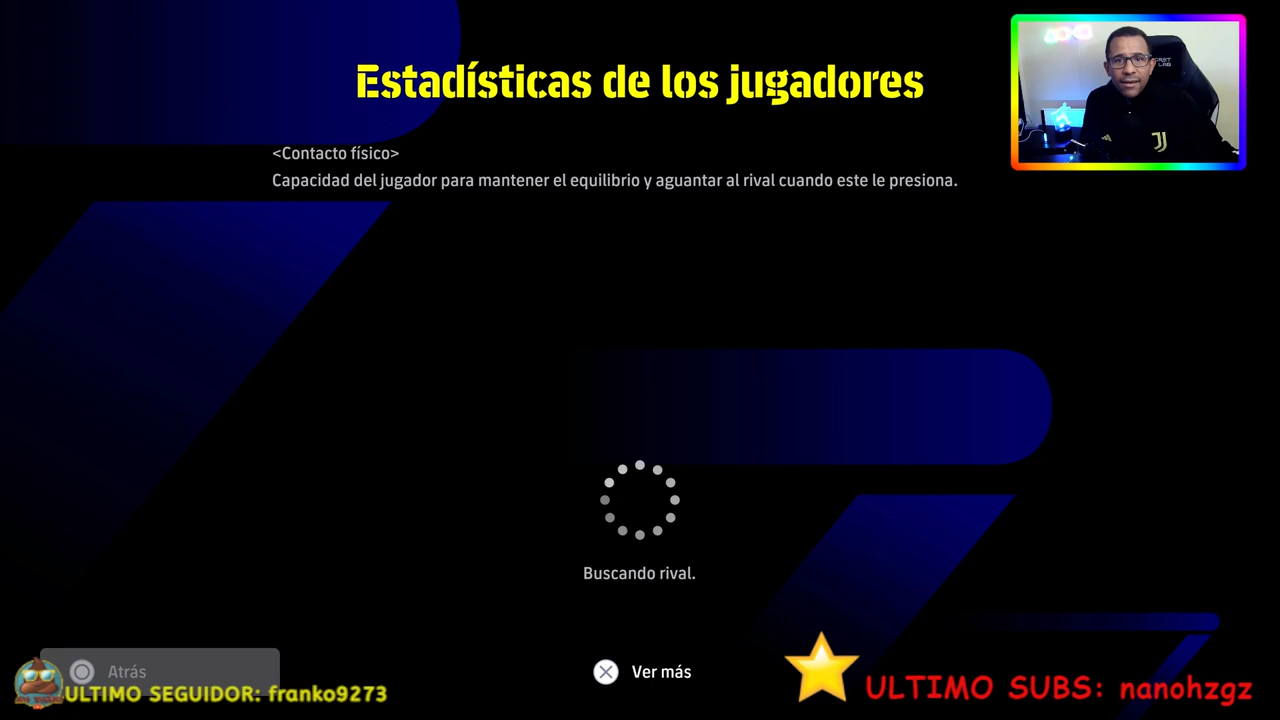 Estadísticas de los jugadores
<Contacto físico>
Capacidad del jugador para mantener el equilibrio y aguantar al rival cuando este le presiona.
Buscando rival.
Atrás
Ver más
ULTIMO SEGUIDOR: franko9273
ULTIMO SUBS: nanohzgz